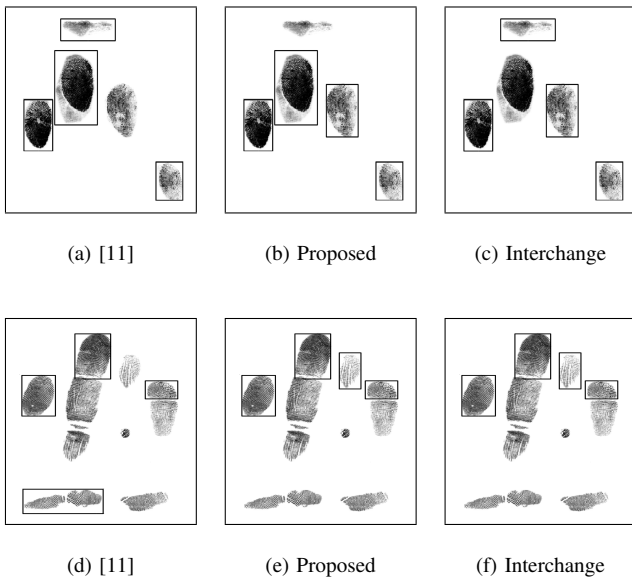 (a) [11] (b) Proposed (c) Interchange
(d) [11] (e) Proposed (f) Interchange